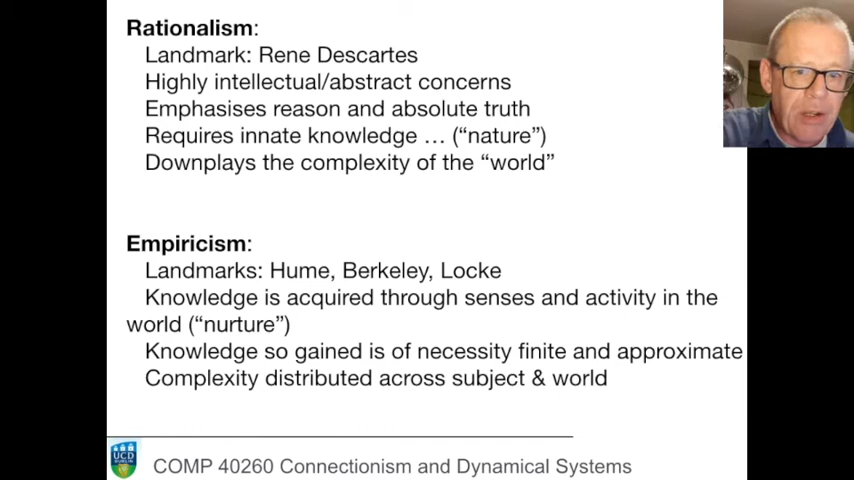 Rationalism:
Landmark: Rene Descartes
Highly intellectual/abstract concerns
Emphasises reason and absolute truth
Requires innate knowledge … (“nature”)
Downplays the complexity of the “world”
Empiricism:
Landmarks: Hume, Berkeley, Locke
Knowledge is acquired through senses and activity in the
world (“nurture”)
Knowledge so gained is of necessity finite and approximate
Complexity distributed across subject & world
UCD
DUBLIN
COMP 40260 Connectionism and Dynamical Systems